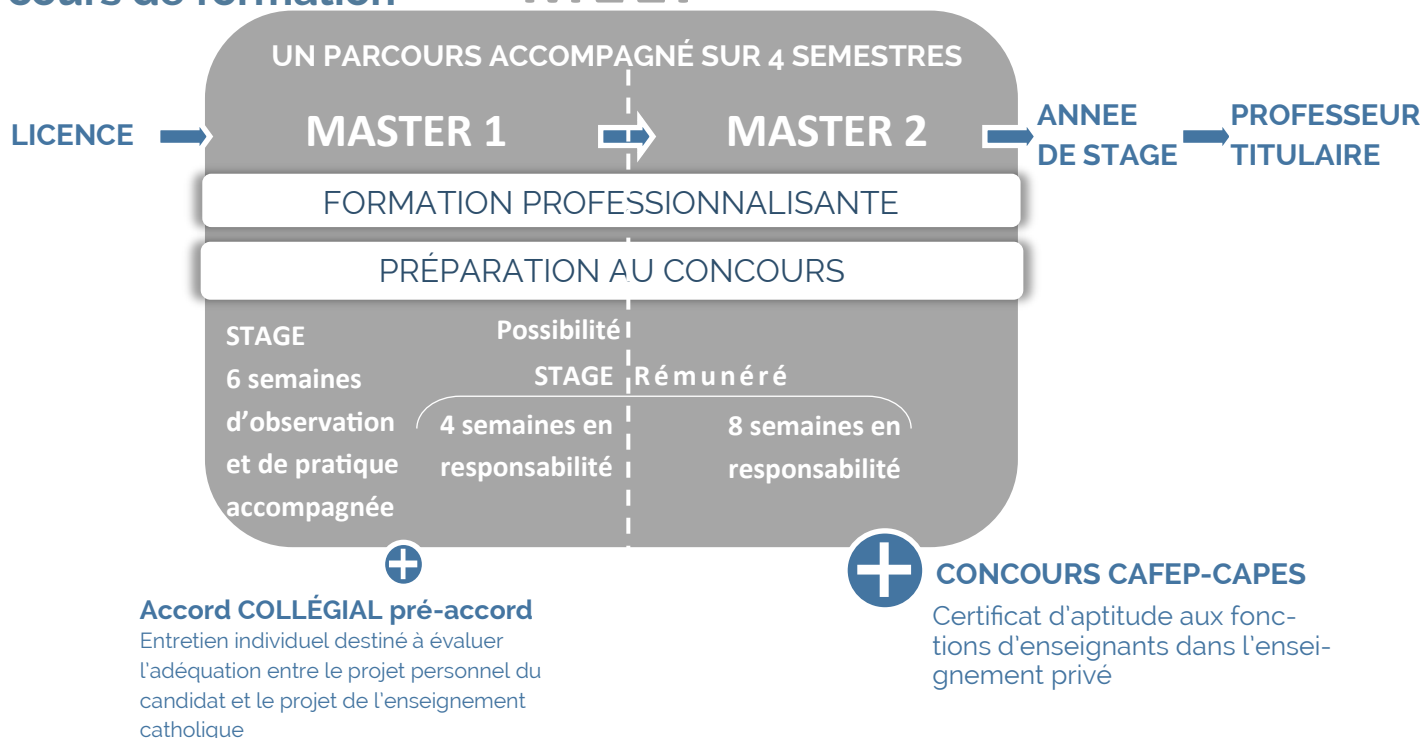 cours de formation
UN PARCOURS ACCOMPAGNÉ SUR 4 SEMESTRES
LICENCE
MASTER 1
MASTER 2
ANNEE
DE STAGE
PROFESSEUR
TITULAIRE
FORMATION PROFESSIONNALISANTE
PRÉPARATION AU CONCOURS
STAGE
6 semaines
d'observation
et de pratique
accompagnée
Possibilité
STAGE Rémunéré
4 semaines en
responsabilité
8 semaines en
responsabilité
Accord COLLÉGIAL pré-accord
Entretien individuel destiné à évaluer
l'adéquation entre le projet personnel du
candidat et le projet de l'enseignement
catholique
CONCOURS CAFEP-CAPES
Certificat d'aptitude aux fonc-
tions d'enseignants dans l'ensei-
gnement privé